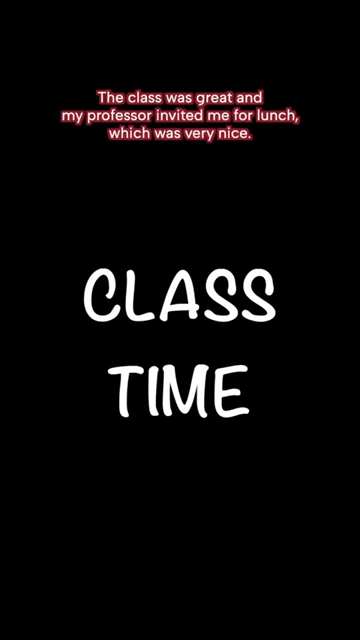 The class was great and
my professor invited me for lunch,
which was very nice.
CLASS
TIME